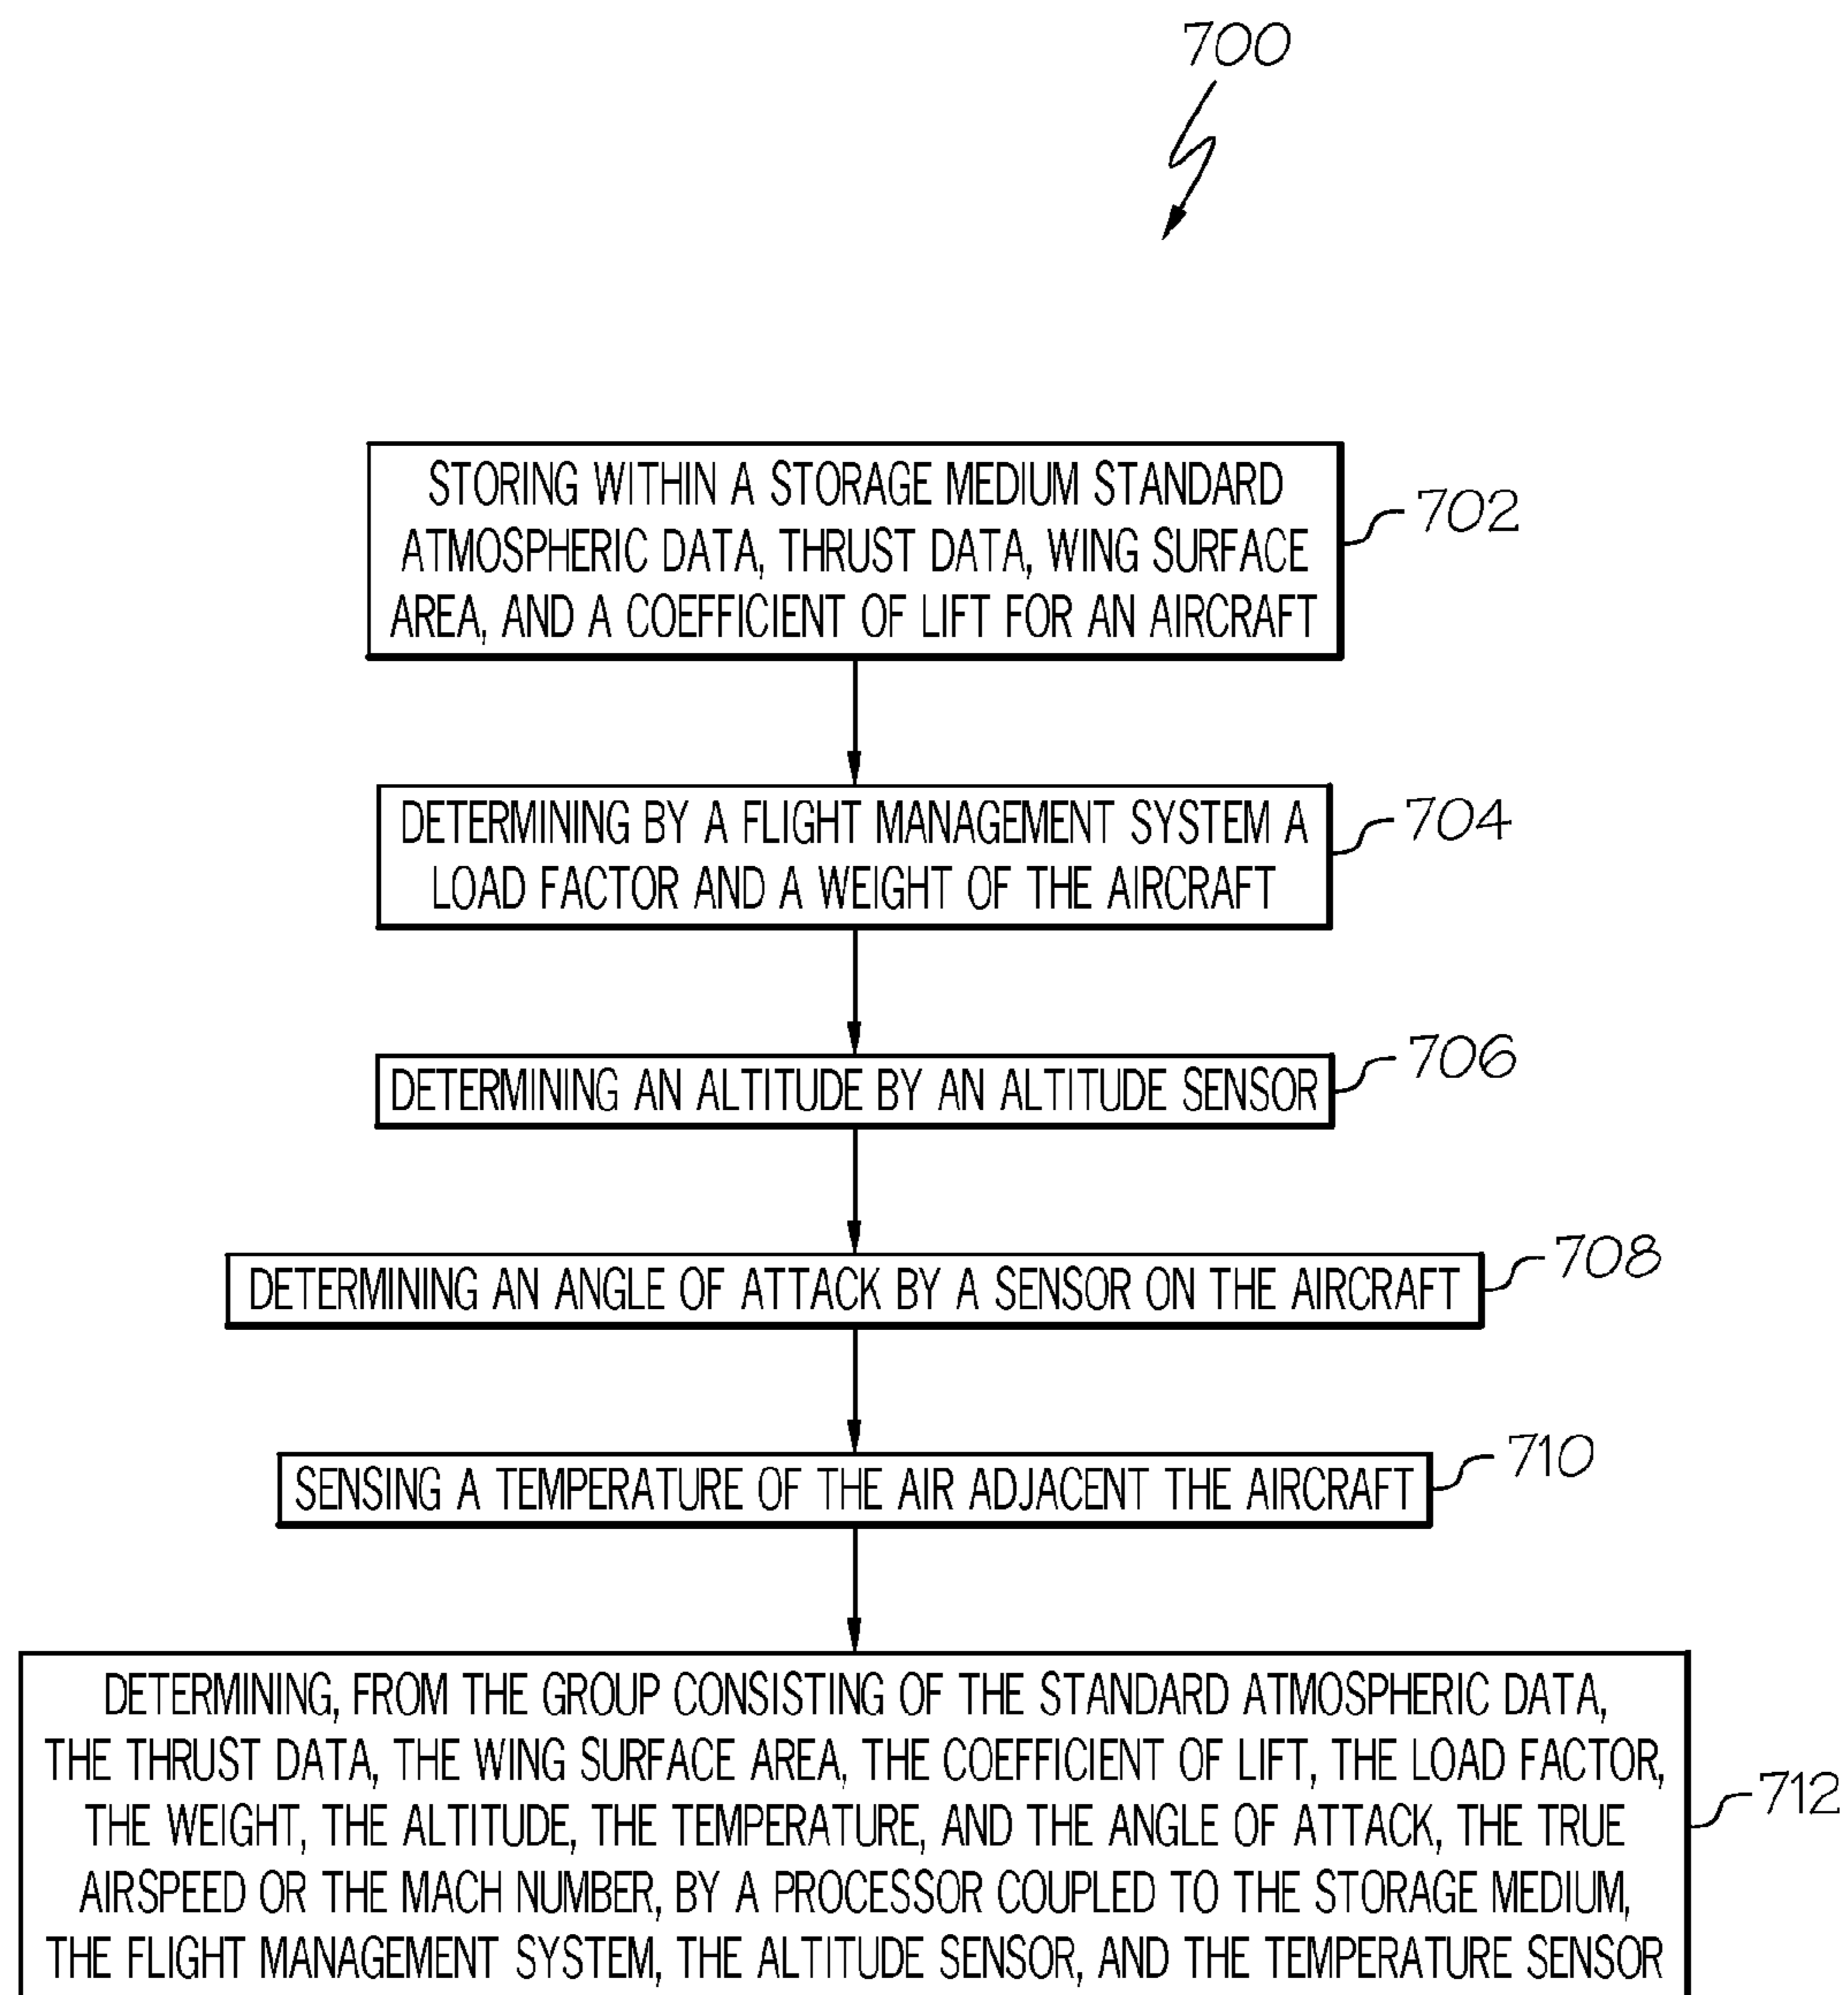 700
STORING WITHIN A STORAGE MEDIUM STANDARD
ATMOSPHERIC DATA, THRUST DATA, WING SURFACE
AREA, AND A COEFFICIENT OF LIFT FOR AN AIRCRAFT
702
DETERMINING BY A FLIGHT MANAGEMENT SYSTEM A
LOAD FACTOR AND A WEIGHT OF THE AIRCRAFT
704
DETERMINING AN ALTITUDE BY AN ALTITUDE SENSOR
706
DETERMINING AN ANGLE OF ATTACK BY A SENSOR ON THE AIRCRAFT
708
SENSING A TEMPERATURE OF THE AIR ADJACENT THE AIRCRAFT
710
DETERMINING, FROM THE GROUP CONSISTING OF THE STANDARD ATMOSPHERIC DATA,
THE THRUST DATA, THE WING SURFACE AREA, THE COEFFICIENT OF LIFT, THE LOAD FACTOR,
THE WEIGHT, THE ALTITUDE, THE TEMPERATURE, AND THE ANGLE OF ATTACK, THE TRUE
AIRSPEED OR THE MACH NUMBER, BY A PROCESSOR COUPLED TO THE STORAGE MEDIUM,
THE FLIGHT MANAGEMENT SYSTEM, THE ALTITUDE SENSOR, AND THE TEMPERATURE SENSOR
712